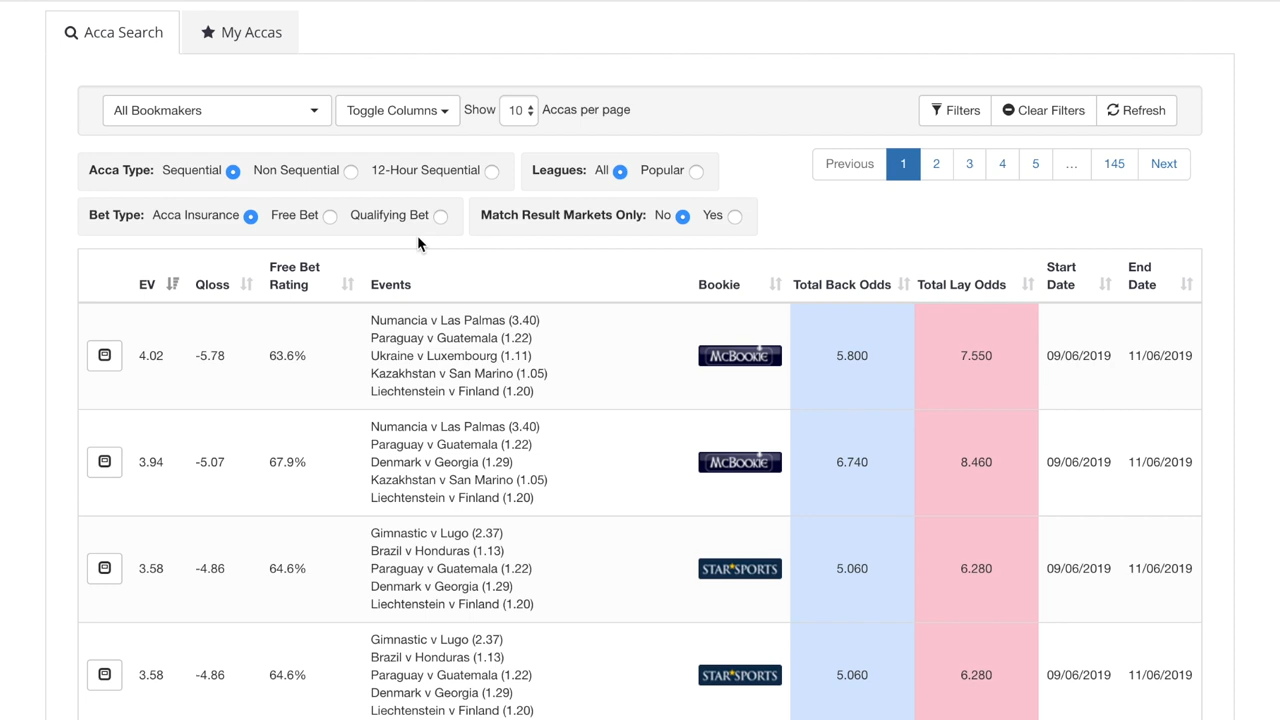 Acca Search My Accas
All Bookmakers Toggle Columns Show 10 Accas per page Filters Clear Filters Refresh
Acca Type: Sequential Non Sequential 12-Hour Sequential Leagues: All Popular Previous 1 2 3 4 5 ... 145 Next
Bet Type: Acca Insurance Free Bet Qualifying Bet Match Result Markets Only: No Yes
EV Qloss Free Bet Rating Events Bookie Total Back Odds Total Lay Odds Start Date End Date
Numancia v Las Palmas (3.40)
Paraguay v Guatemala (1.22)
4.02 -5.78 63.6% Ukraine v Luxembourg (1.11) McBOOKIE 5.800 7.550 09/06/2019 11/06/2019
Kazakhstan v San Marino (1.05)
Liechtenstein v Finland (1.20)
Numancia v Las Palmas (3.40)
Paraguay v Guatemala (1.22)
3.94 -5.07 67.9% Denmark v Georgia (1.29) McBOOKIE 6.740 8.460 09/06/2019 11/06/2019
Kazakhstan v San Marino (1.05)
Liechtenstein v Finland (1.20)
Gimnastic v Lugo (2.37)
Brazil v Honduras (1.13)
3.58 -4.86 64.6% Paraguay v Guatemala (1.22) STAR SPORTS 5.060 6.280 09/06/2019 11/06/2019
Denmark v Georgia (1.29)
Liechtenstein v Finland (1.20)
Gimnastic v Lugo (2.37)
Brazil v Honduras (1.13)
3.58 -4.86 64.6% Paraguay v Guatemala (1.22) STAR SPORTS 5.060 6.280 09/06/2019 11/06/2019
Denmark v Georgia (1.29)
Liechtenstein v Finland (1.20)